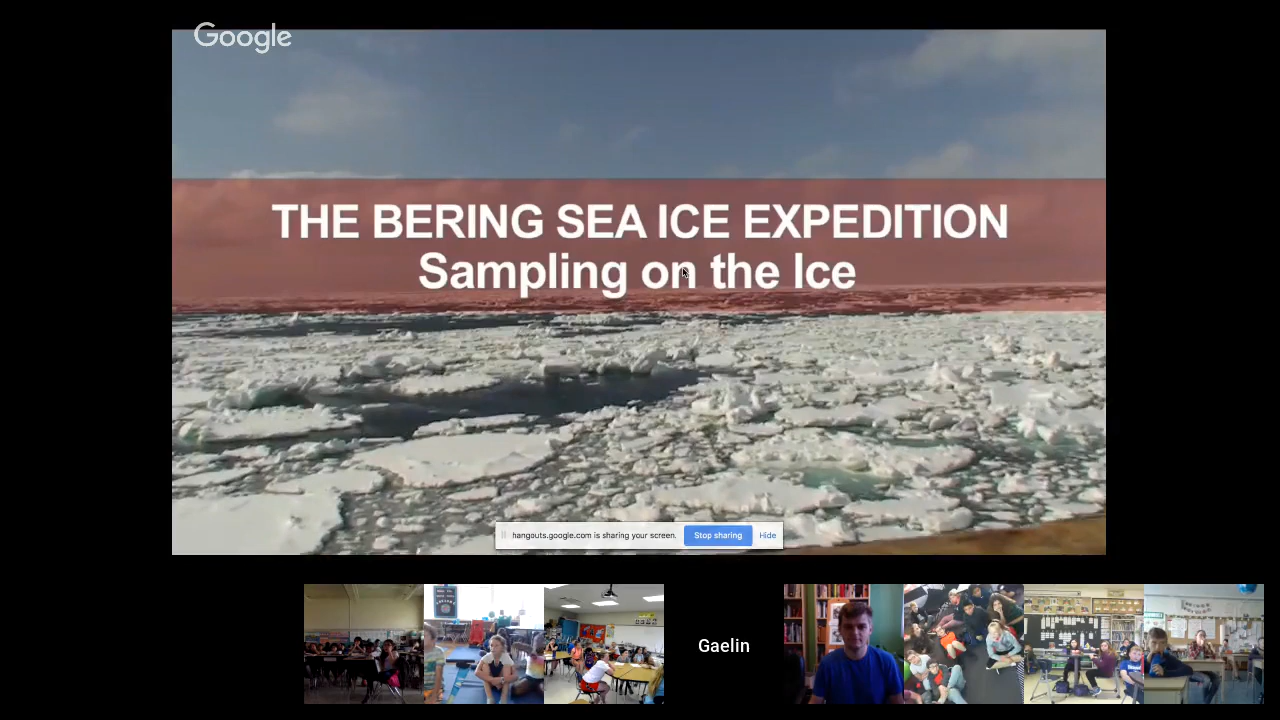 Google
THE BERING SEA ICE EXPEDITION
Sampling on the Ice
hangouts.google.com is sharing your screen.
Stop sharing
Hide
Gaelin